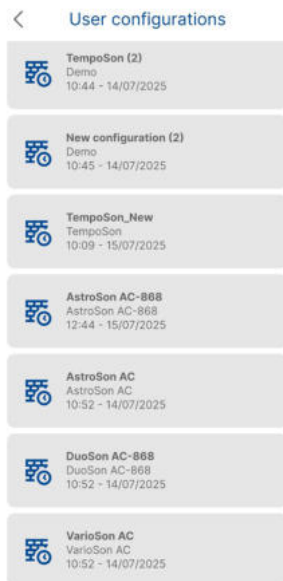 User configurations
TempoSon (2)
Demo
10:44 - 14/07/2025
New configuration (2)
Demo
10:45 - 14/07/2025
TempoSon_New
TempoSon
10:09 - 15/07/2025
AstroSon AC-868
AstroSon AC-868
12:44 - 15/07/2025
AstroSon AC
AstroSon AC
10:52 - 14/07/2025
DuoSon AC-868
DuoSon AC-868
10:52 - 14/07/2025
VarioSon AC
VarioSon AC
10:52 - 14/07/2025